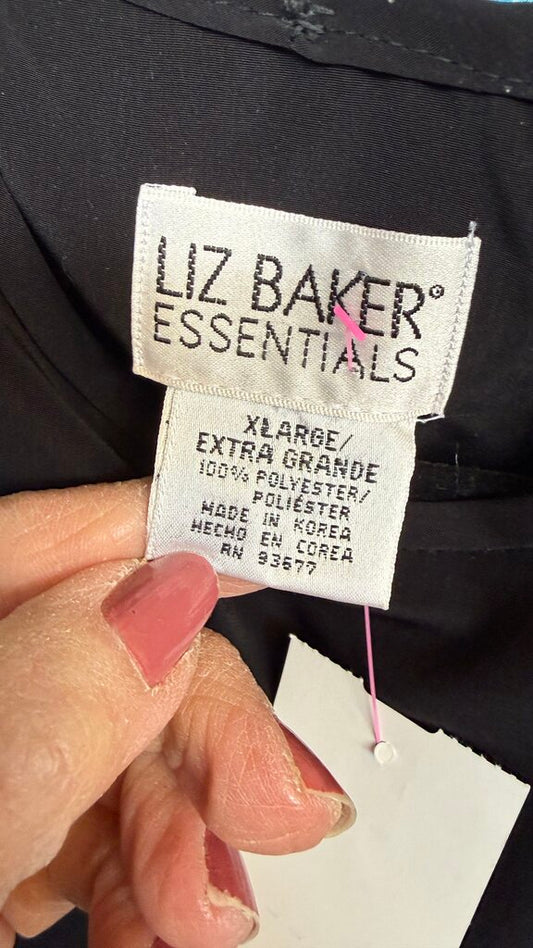 LIZ BAKER®
ESSENTIALS
XLARGE/
EXTRA GRANDE
100% POLYESTER/
POLIÉSTER
MADE IN KOREA
HECHO EN COREA
RN 93677